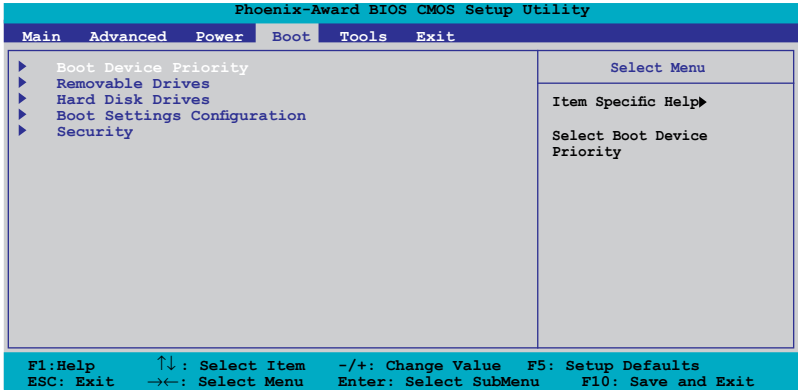 Phoenix-Award BIOS CMOS Setup Utility
Main Advanced Power Boot Tools Exit
Boot Device Priority
Removable Drives
Hard Disk Drives
Boot Settings Configuration
Security
Select Menu
Item Specific Help▶
Select Boot Device
Priority
F1:Help ↑↓: Select Item -/+: Change Value F5: Setup Defaults
ESC: Exit →←: Select Menu Enter: Select SubMenu F10: Save and Exit